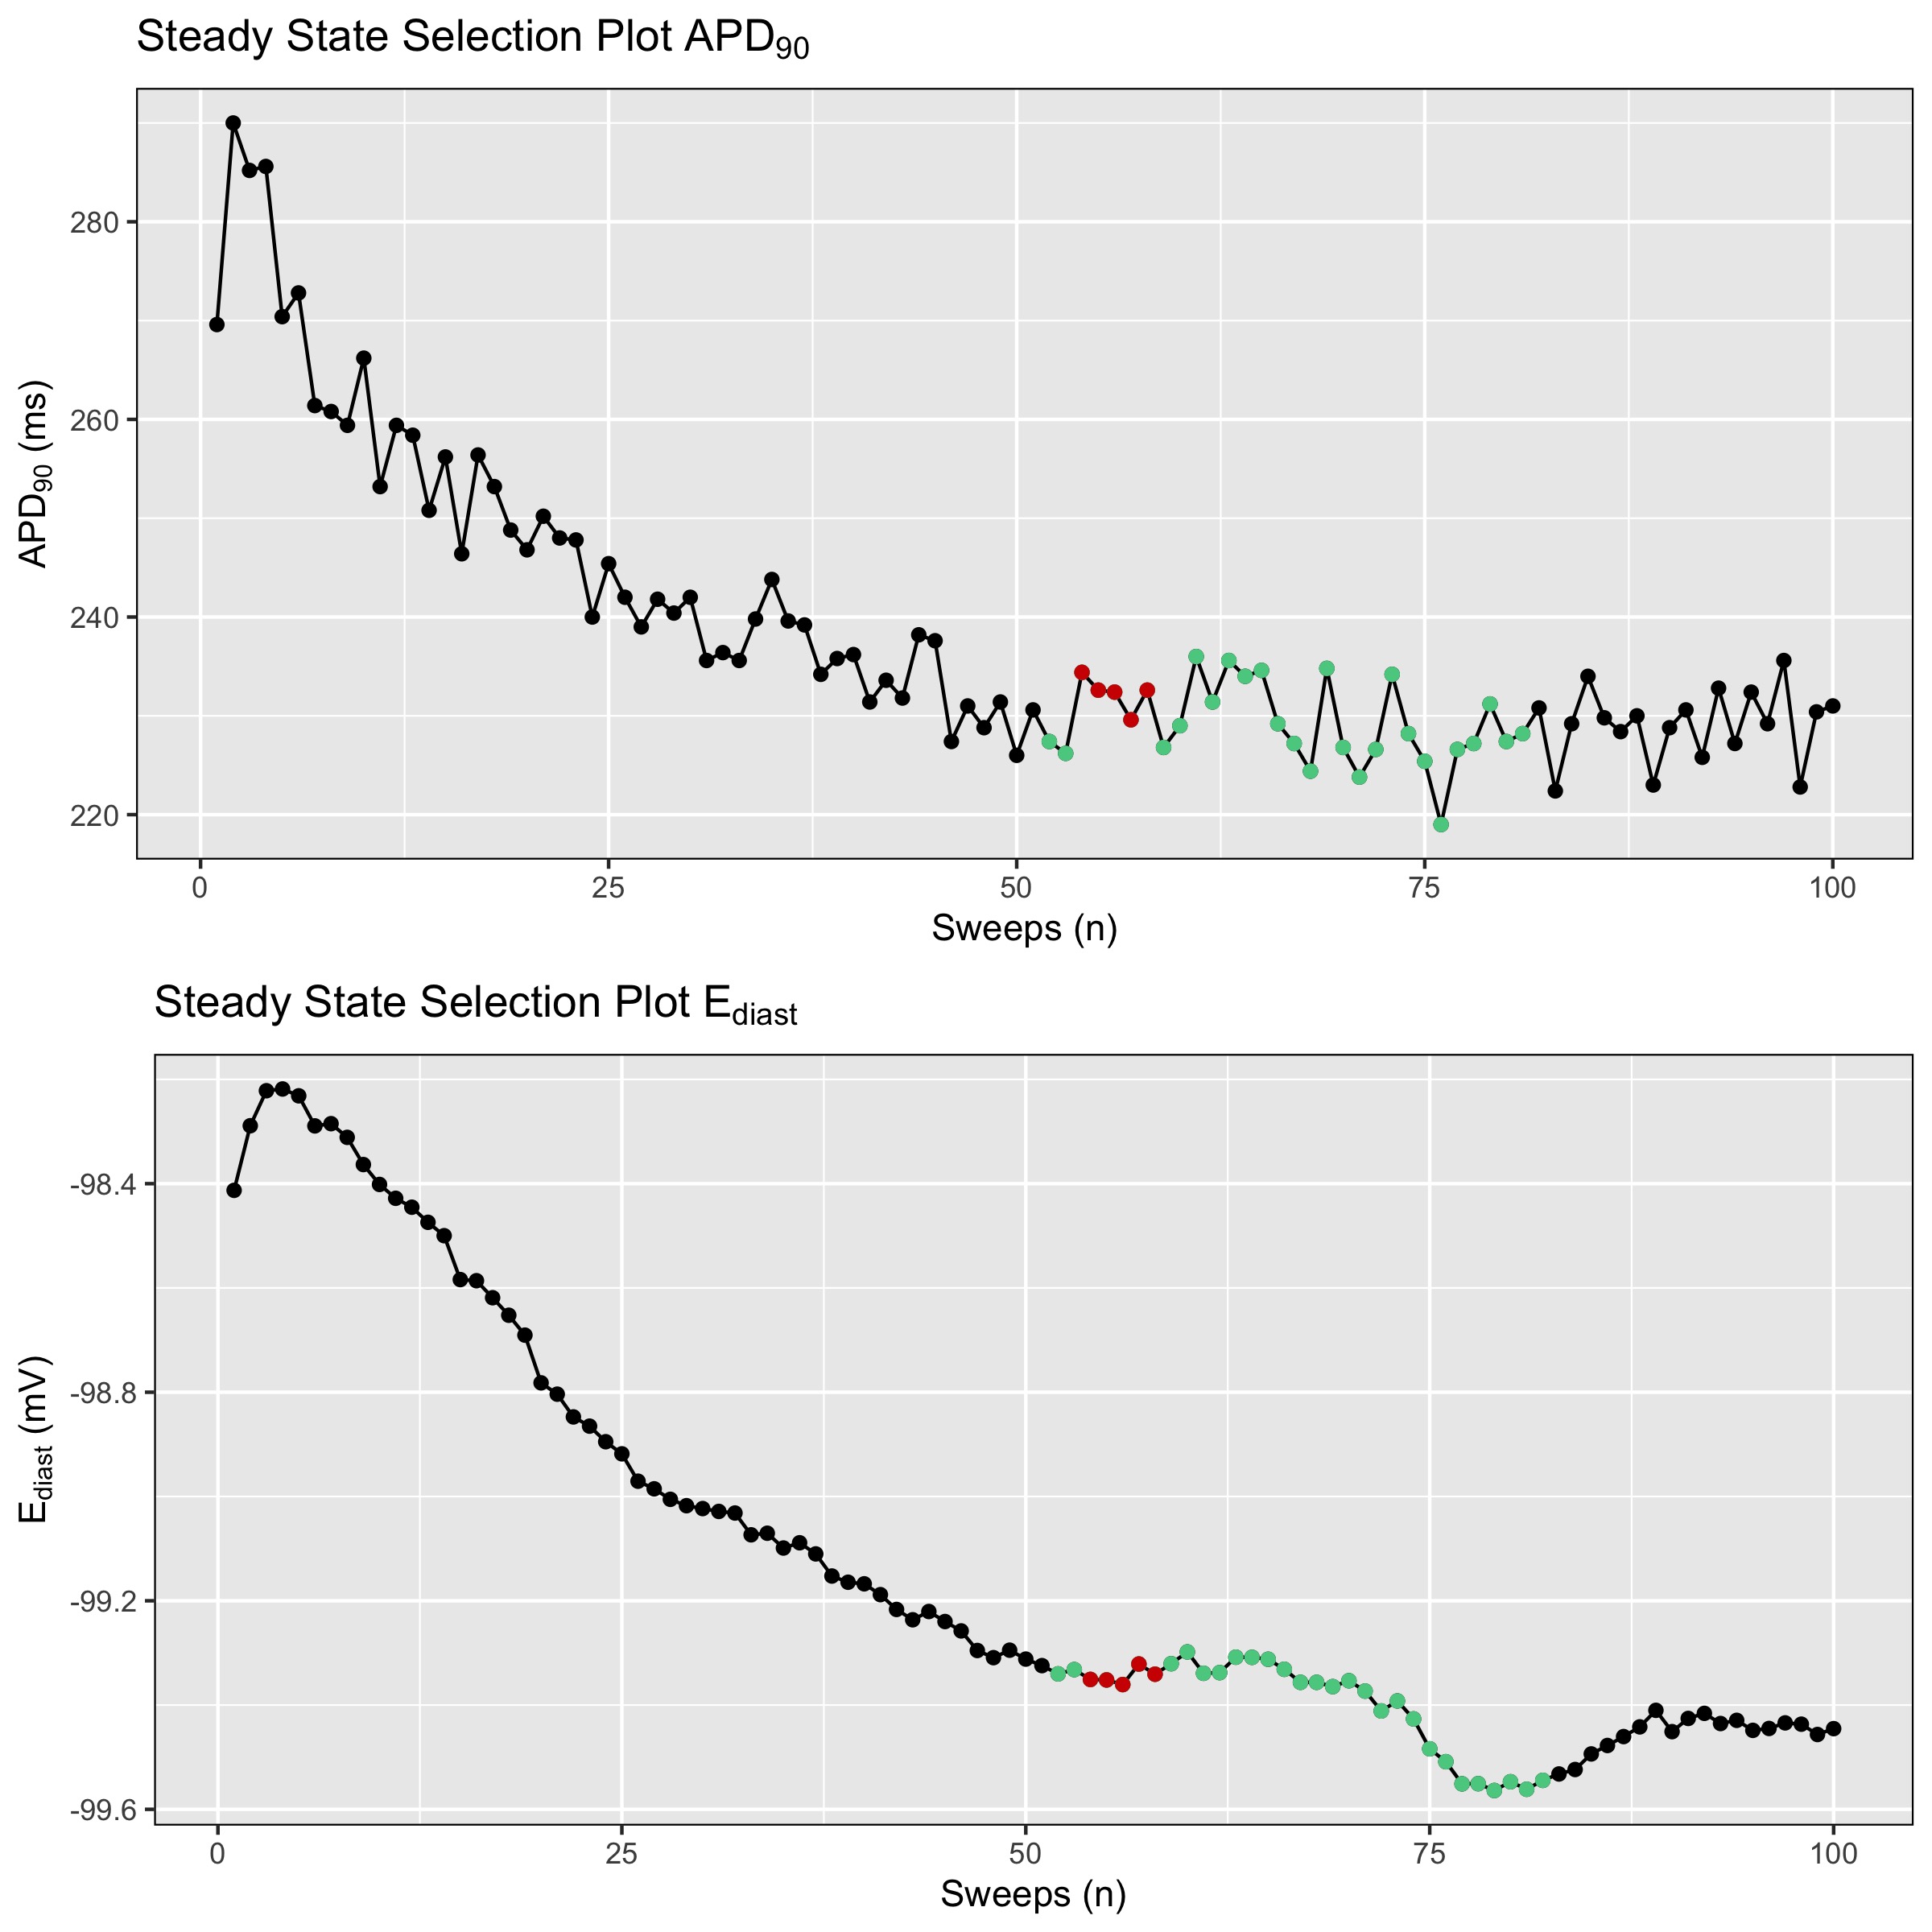 Steady State Selection Plot APD90
280
260
240
220
APD90 (ms)
0 25 50 75 100
Sweeps (n)
Steady State Selection Plot Ediast
-98.4
-98.8
-99.2
-99.6
Ediast (mV)
0 25 50 75 100
Sweeps (n)